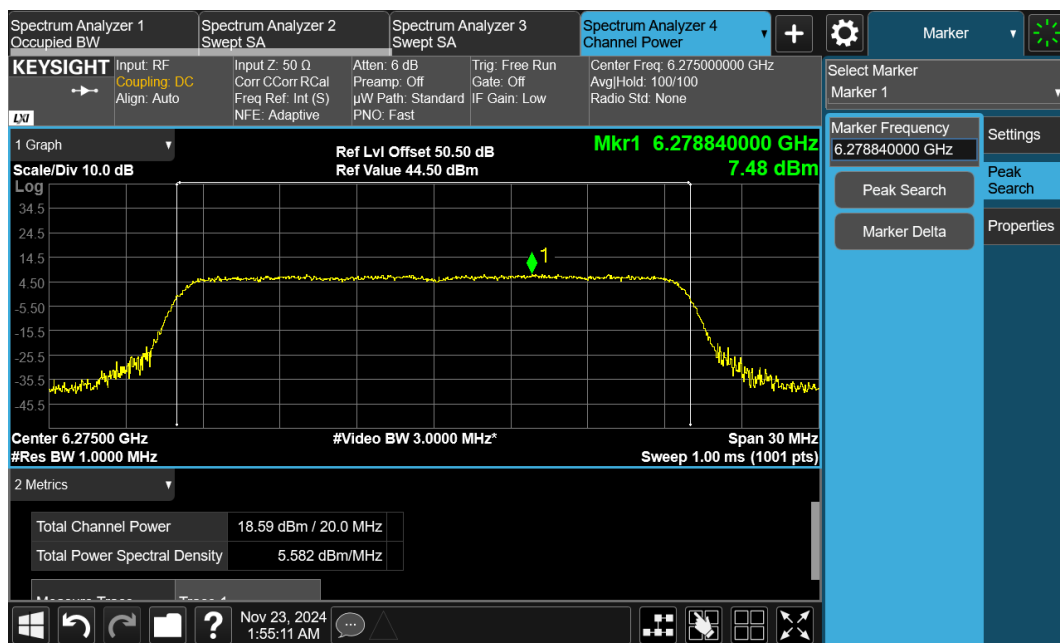 Spectrum Analyzer 1
Occupied BW
Spectrum Analyzer 2
Swept SA
Spectrum Analyzer 3
Swept SA
Spectrum Analyzer 4
Channel Power
Marker
KEYSIGHT
LXI
Input: RF
Coupling: DC
Align: Auto
Input Z: 50 Ω
Corr CCorr RCal
Freq Ref: Int (S)
NFE: Adaptive
Atten: 6 dB
Preamp: Off
µW Path: Standard
PNO: Fast
Trig: Free Run
Gate: Off
IF Gain: Low
Center Freq: 6.275000000 GHz
Avg|Hold: 100/100
Radio Std: None
Select Marker
Marker 1
Marker Frequency
6.278840000 GHz
Peak Search
Marker Delta
Settings
Peak
Search
Properties
1 Graph
Scale/Div 10.0 dB
Ref Lvl Offset 50.50 dB
Ref Value 44.50 dBm
Mkr1 6.278840000 GHz
7.48 dBm
Log
34.5
24.5
14.5
4.50
-5.50
-15.5
-25.5
-35.5
-45.5
1
Center 6.27500 GHz
#Res BW 1.0000 MHz
#Video BW 3.0000 MHz*
Span 30 MHz
Sweep 1.00 ms (1001 pts)
2 Metrics
Total Channel Power 18.59 dBm / 20.0 MHz
Total Power Spectral Density 5.582 dBm/MHz
Measure Trace Trace 1
Nov 23, 2024
1:55:11 AM